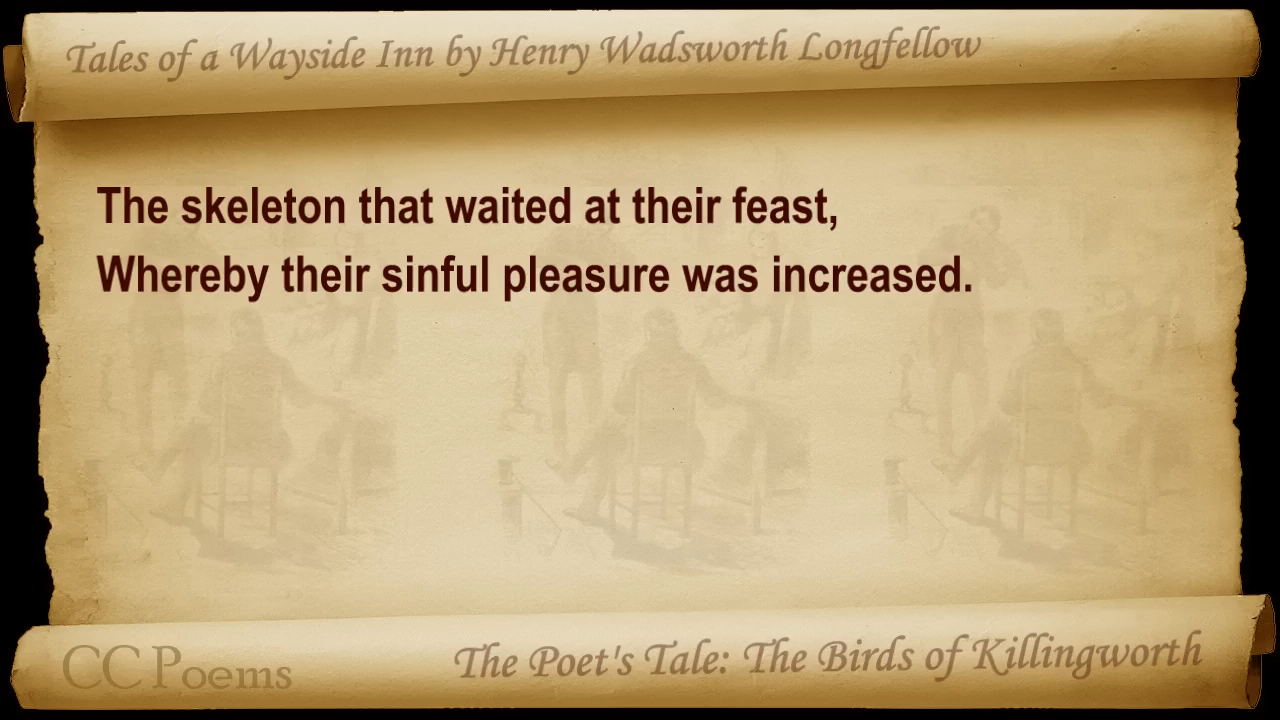 Tales of a Wayside Inn by Henry Wadsworth Longfellow
The skeleton that waited at their feast,
Whereby their sinful pleasure was increased.
CC Poems
The Poet's Tale: The Birds of Killingworth